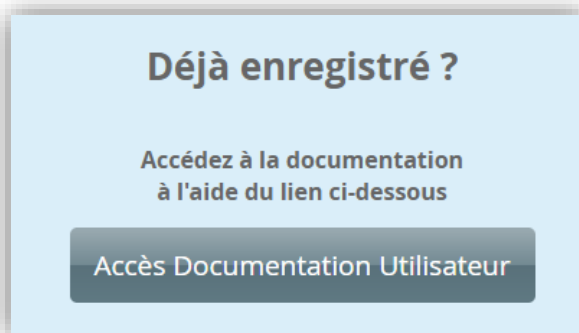 Déjà enregistré ?
Accédez à la documentation
à l'aide du lien ci-dessous
Accès Documentation Utilisateur